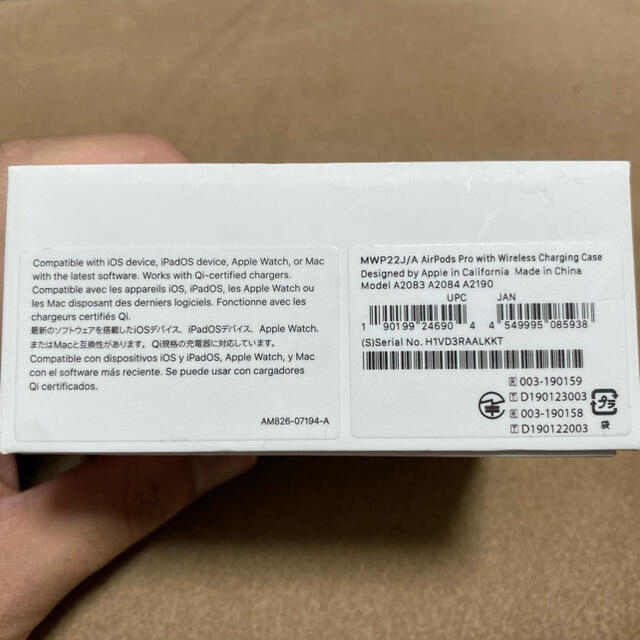 Compatible with iOS device, iPadOS device, Apple Watch, or Mac
with the latest software. Works with Qi-certified chargers.
Compatible avec les appareils iOS, iPadOS, les Apple Watch ou
les Mac disposant des derniers logiciels. Fonctionne avec les
chargeurs certifiés Qi.
最新のソフトウェアを搭載したiOSデバイス、iPadOSデバイス、Apple Watch、
またはMacと互換性があります。Qi規格の充電器に対応しています。
Compatible con dispositivos iOS y iPadOS, Apple Watch, y Mac
con el software más reciente. Se puede usar con cargadores
Qi certificados.
AM826-07194-A
MWP22J/A AirPods Pro with Wireless Charging Case
Designed by Apple in California Made in China
Model A2083 A2084 A2190
UPC JAN
1 90199 24690 4 4 549995 085938
(S)Serial No. H1VD3RAALKKT
R 003-190159
T D190123003
R 003-190158
T D190122003
プラ
袋